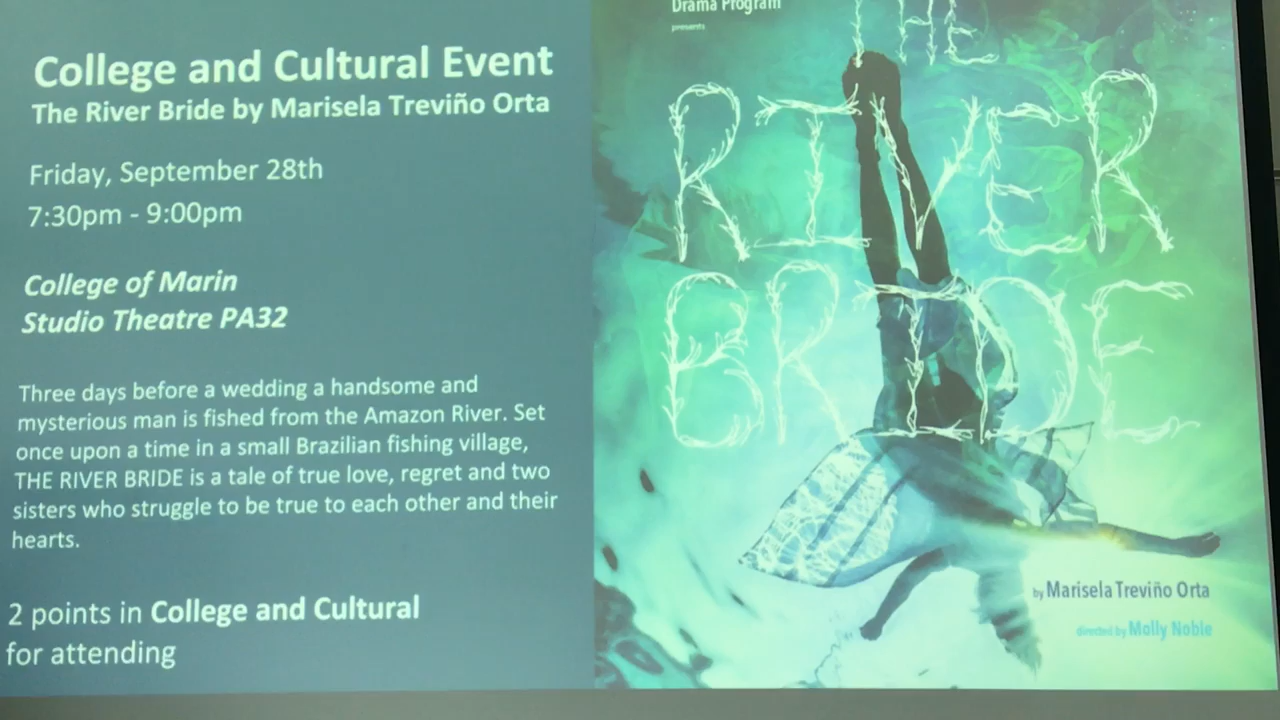 College and Cultural Event
The River Bride by Marisela Treviño Orta
Friday, September 28th
7:30pm - 9:00pm
College of Marin
Studio Theatre PA32
Three days before a wedding a handsome and
mysterious man is fished from the Amazon River. Set
once upon a time in a small Brazilian fishing village,
THE RIVER BRIDE is a tale of true love, regret and two
sisters who struggle to be true to each other and their
hearts.
2 points in College and Cultural
for attending
Drama Program
presents
THE
RIVER
BRIDE
by Marisela Treviño Orta
directed by Molly Noble